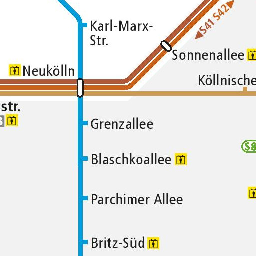 Karl-Marx-
Str.
S41 S42
Sonnenallee
Neukölln
Köllnische
str.
Grenzallee
Blaschkoallee
Parchimer Allee
Britz-Süd